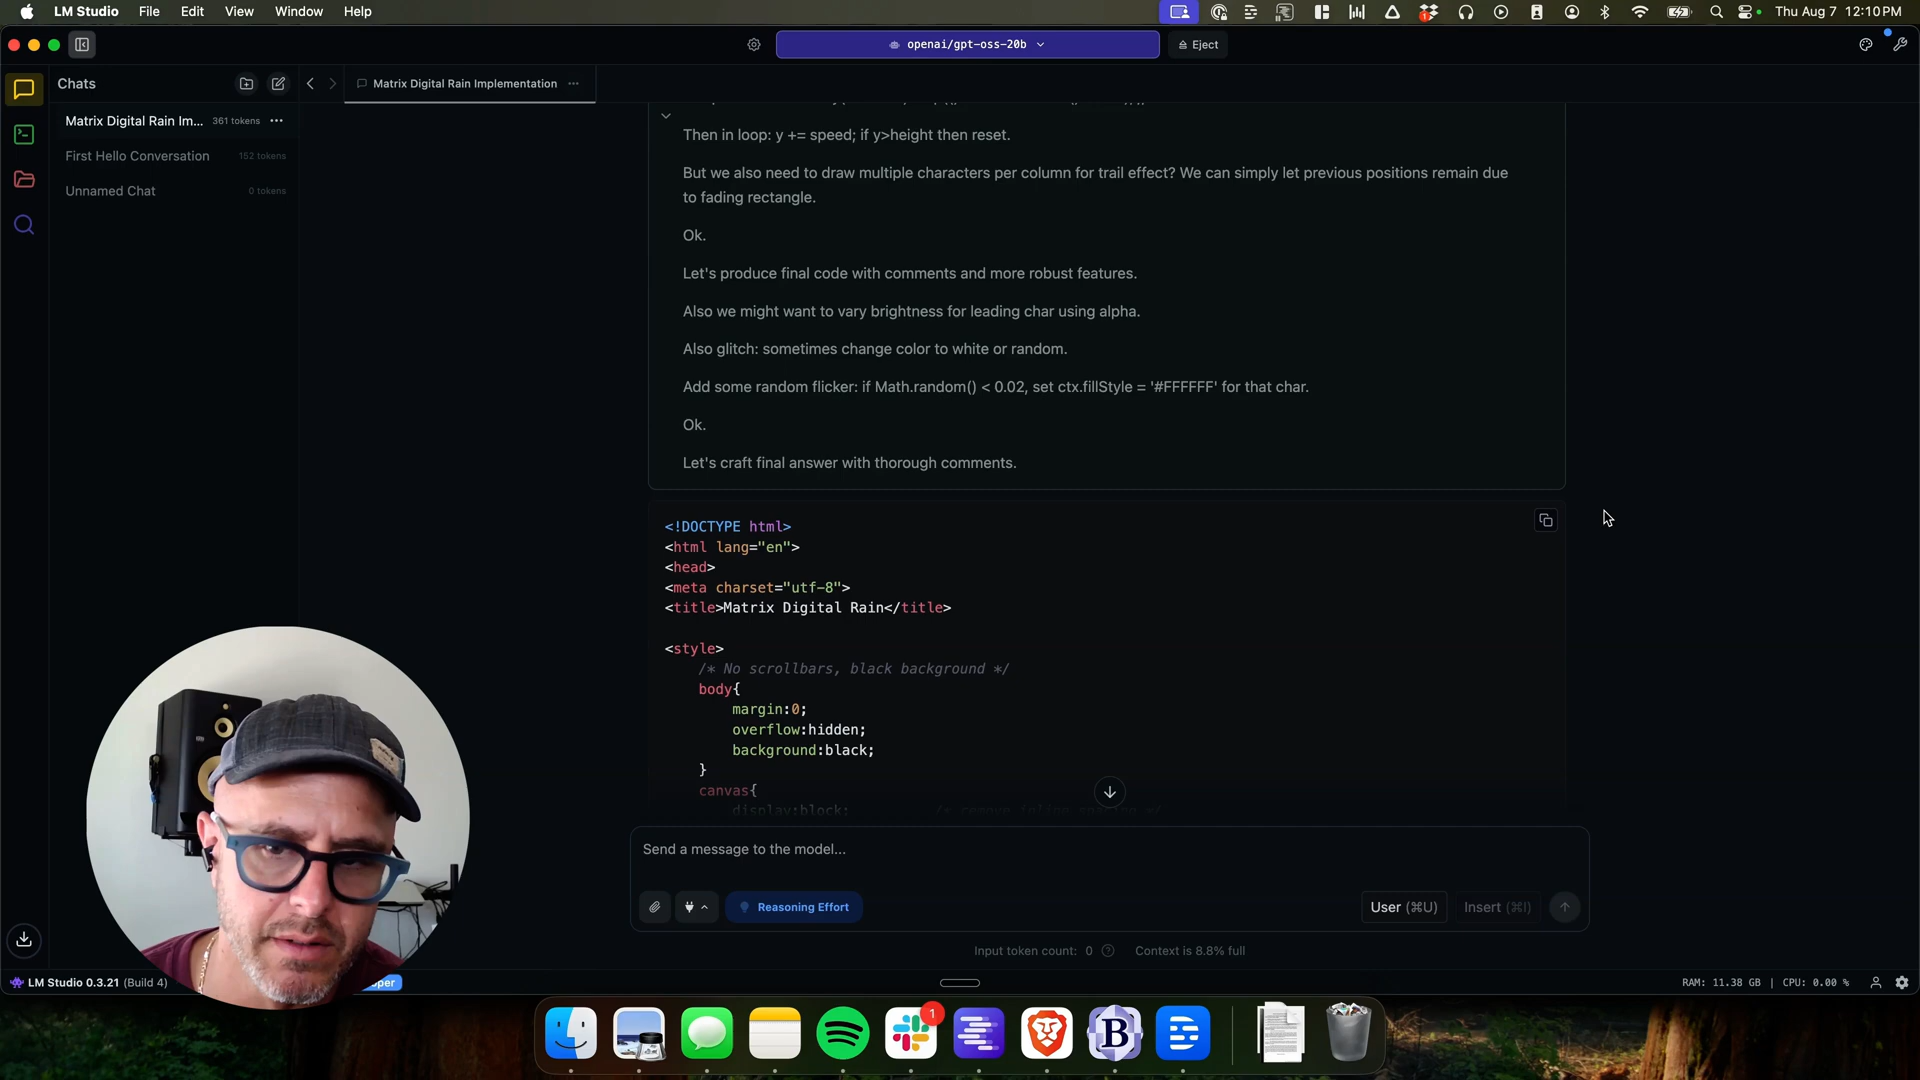 LM Studio File Edit View Window Help
1
Thu Aug 7 12:10 PM
openai/gpt-oss-20b
Eject
Chats
Matrix Digital Rain Implementation ...
Matrix Digital Rain Im... 361 tokens ...
First Hello Conversation 152 tokens
Unnamed Chat 0 tokens
Then in loop: y += speed; if y>height then reset.
But we also need to draw multiple characters per column for trail effect? We can simply let previous positions remain due
to fading rectangle.
Ok.
Let's produce final code with comments and more robust features.
Also we might want to vary brightness for leading char using alpha.
Also glitch: sometimes change color to white or random.
Add some random flicker: if Math.random() < 0.02, set ctx.fillStyle = '#FFFFFF' for that char.
Ok.
Let's craft final answer with thorough comments.
<!DOCTYPE html>
<html lang="en">
<head>
<meta charset="utf-8">
<title>Matrix Digital Rain</title>
<style>
/* No scrollbars, black background */
body{
margin:0;
overflow:hidden;
background:black;
}
canvas{
display:block; /* remove inline spacing */
Send a message to the model...
Reasoning Effort
User (⌘U)
Insert (⌘I)
Input token count: 0 ?
Context is 8.8% full
LM Studio 0.3.21 (Build 4)
RAM: 11.38 GB | CPU: 0.00 %
1
B